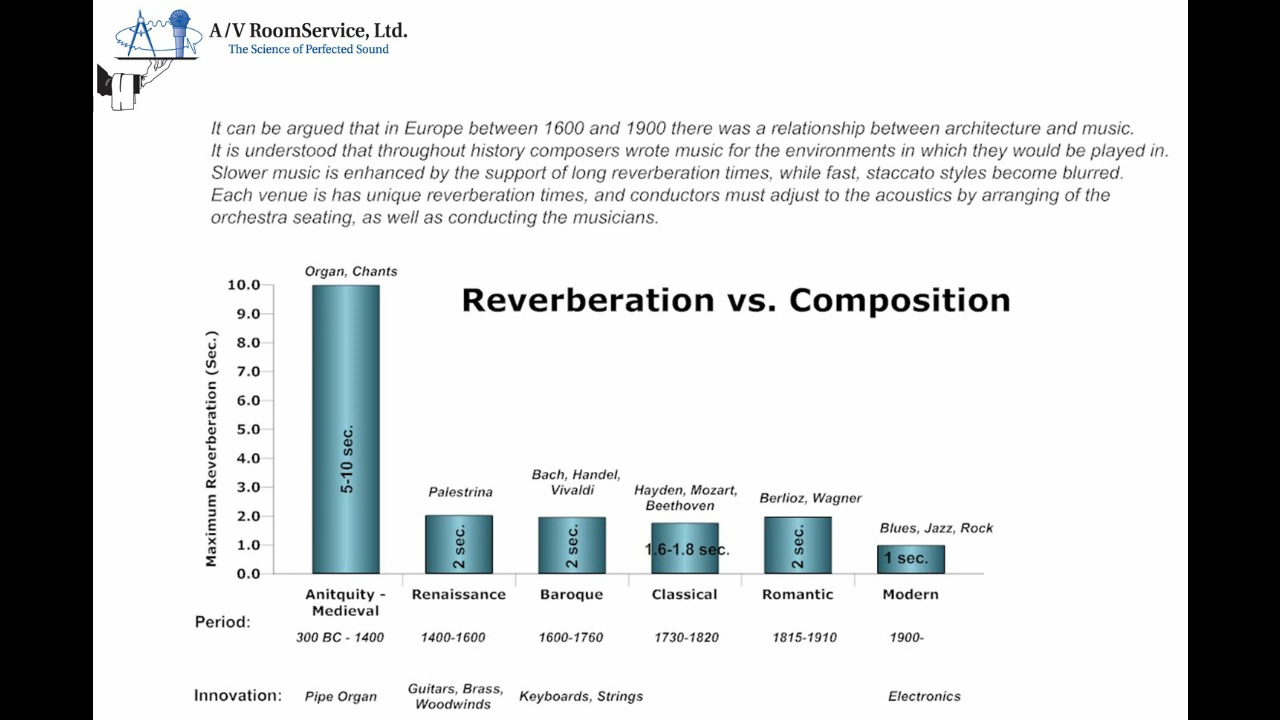 A/V RoomService, Ltd.
The Science of Perfected Sound
It can be argued that in Europe between 1600 and 1900 there was a relationship between architecture and music.
It is understood that throughout history composers wrote music for the environments in which they would be played in.
Slower music is enhanced by the support of long reverberation times, while fast, staccato styles become blurred.
Each venue is has unique reverberation times, and conductors must adjust to the acoustics by arranging of the
orchestra seating, as well as conducting the musicians.
Reverberation vs. Composition
Maximum Reverberation (Sec.)
10.0
9.0
8.0
7.0
6.0
5.0
4.0
3.0
2.0
1.0
0.0
Organ, Chants
5-10 sec.
Palestrina
2 sec.
Bach, Handel,
Vivaldi
2 sec.
Hayden, Mozart,
Beethoven
1.6-1.8 sec.
Berlioz, Wagner
2 sec.
Blues, Jazz, Rock
1 sec.
Anitquity -
Medieval
Renaissance
Baroque
Classical
Romantic
Modern
Period:
300 BC - 1400
1400-1600
1600-1760
1730-1820
1815-1910
1900-
Innovation:
Pipe Organ
Guitars, Brass,
Woodwinds
Keyboards, Strings
Electronics